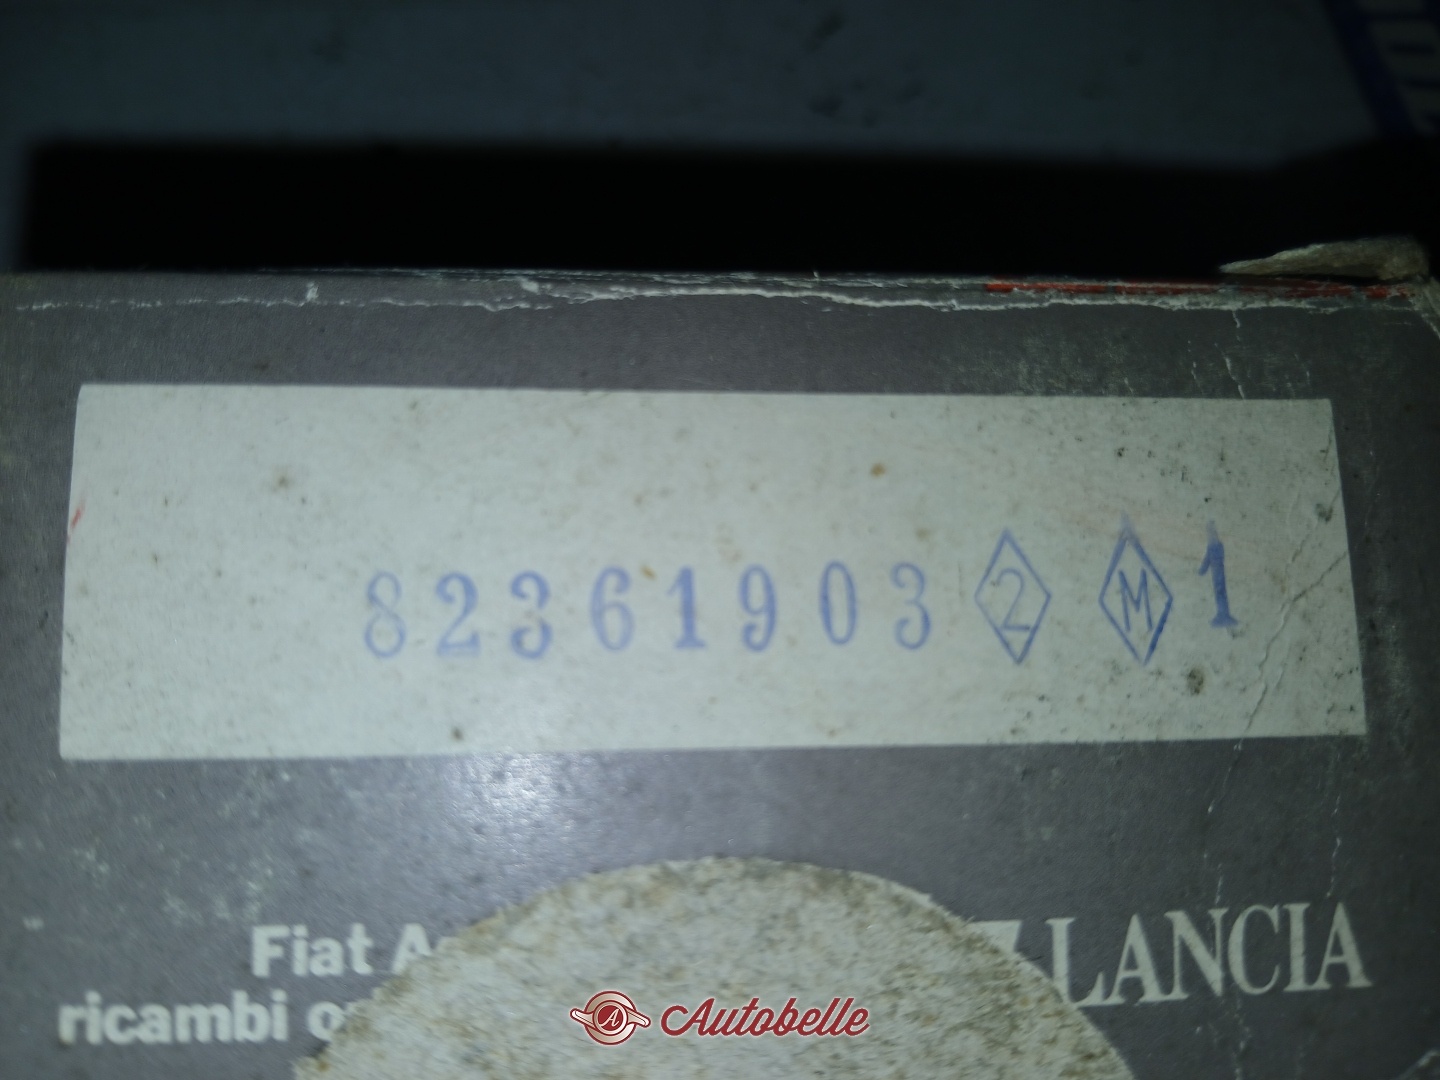 82361903 2 M 1
Fiat
LANCIA
ricambi
Autobelle